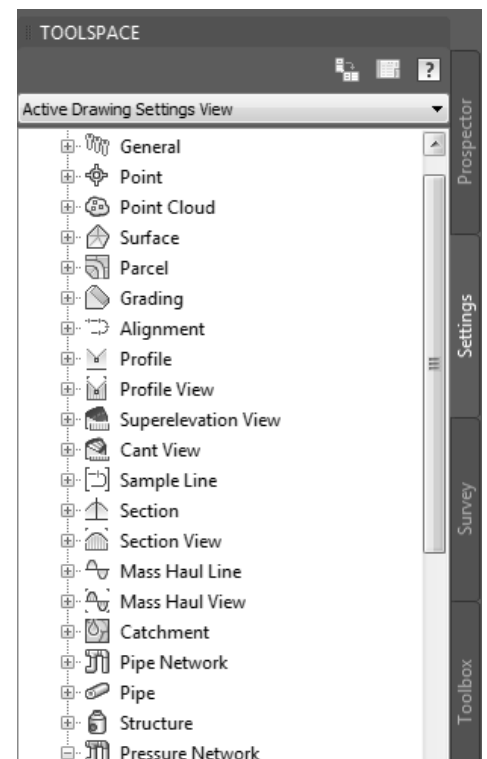 TOOLSPACE
?
Active Drawing Settings View
General
Point
Point Cloud
Surface
Parcel
Grading
Alignment
Profile
Profile View
Superelevation View
Cant View
Sample Line
Section
Section View
Mass Haul Line
Mass Haul View
Catchment
Pipe Network
Pipe
Structure
Pressure Network
Prospector
Settings
Survey
Toolbox